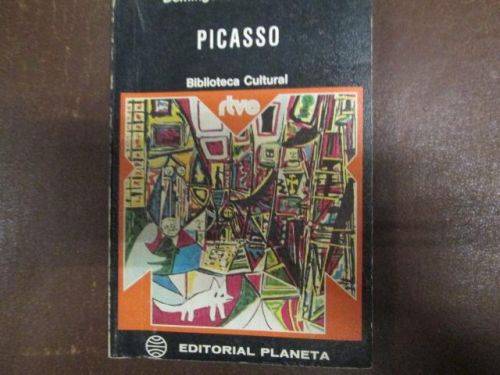 PICASSO
Biblioteca Cultural
rtve
EDITORIAL PLANETA